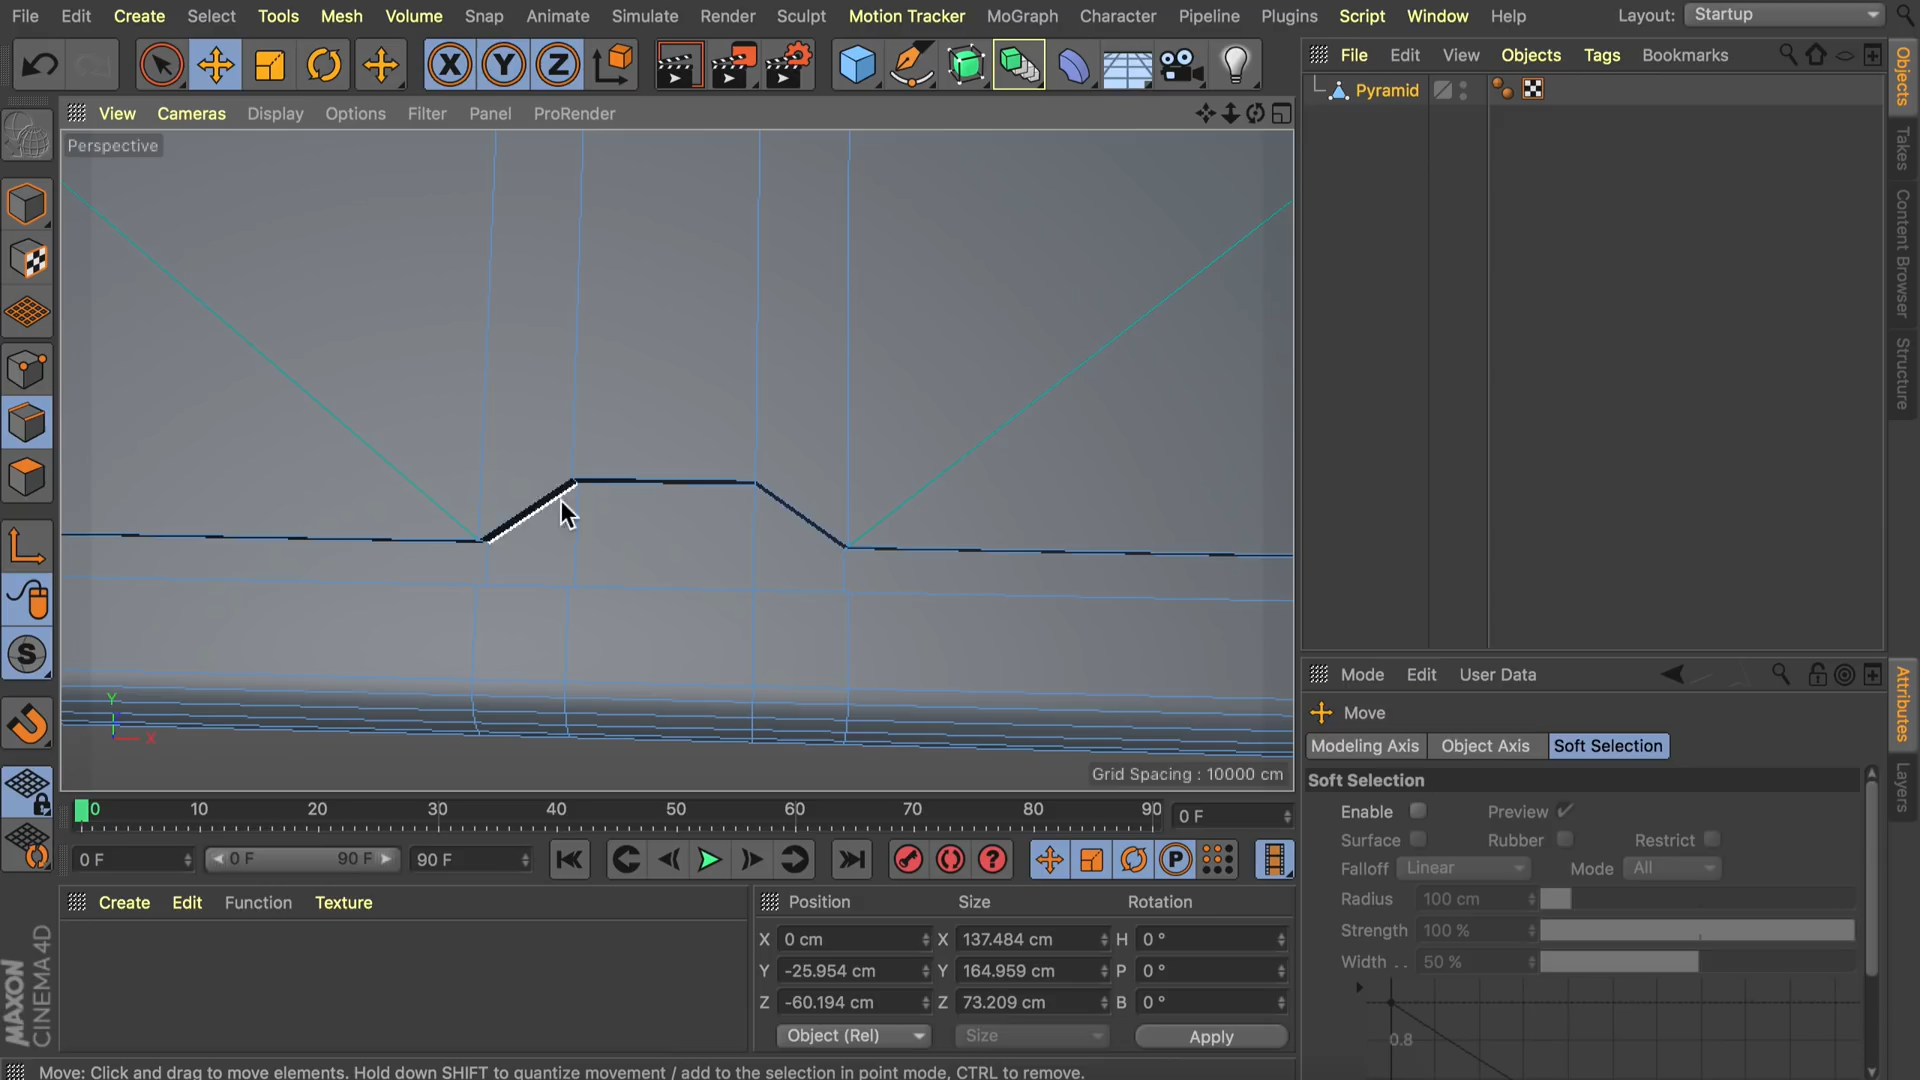 File Edit Create Select Tools Mesh Volume Snap Animate Simulate Render Sculpt Motion Tracker MoGraph Character Pipeline Plugins Script Window Help Layout: Startup
X Y Z
File Edit View Objects Tags Bookmarks
Pyramid
View Cameras Display Options Filter Panel ProRender
Perspective
Y
X
Grid Spacing : 10000 cm
0 10 20 30 40 50 60 70 80 90 0 F
0 F 0 F 90 F 90 F
Create Edit Function Texture
Position Size Rotation
X 0 cm X 137.484 cm H 0 °
Y -25.954 cm Y 164.959 cm P 0 °
Z -60.194 cm Z 73.209 cm B 0 °
Object (Rel) Size Apply
MAXON
CINEMA 4D
Move: Click and drag to move elements. Hold down SHIFT to quantize movement / add to the selection in point mode, CTRL to remove.
Mode Edit User Data
Move
Modeling Axis Object Axis Soft Selection
Soft Selection
Enable Preview
Surface Rubber Restrict
Falloff Linear Mode All
Radius 100 cm
Strength 100 %
Width . . 50 %
0.8
Objects
Takes
Content Browser
Structure
Attributes
Layers